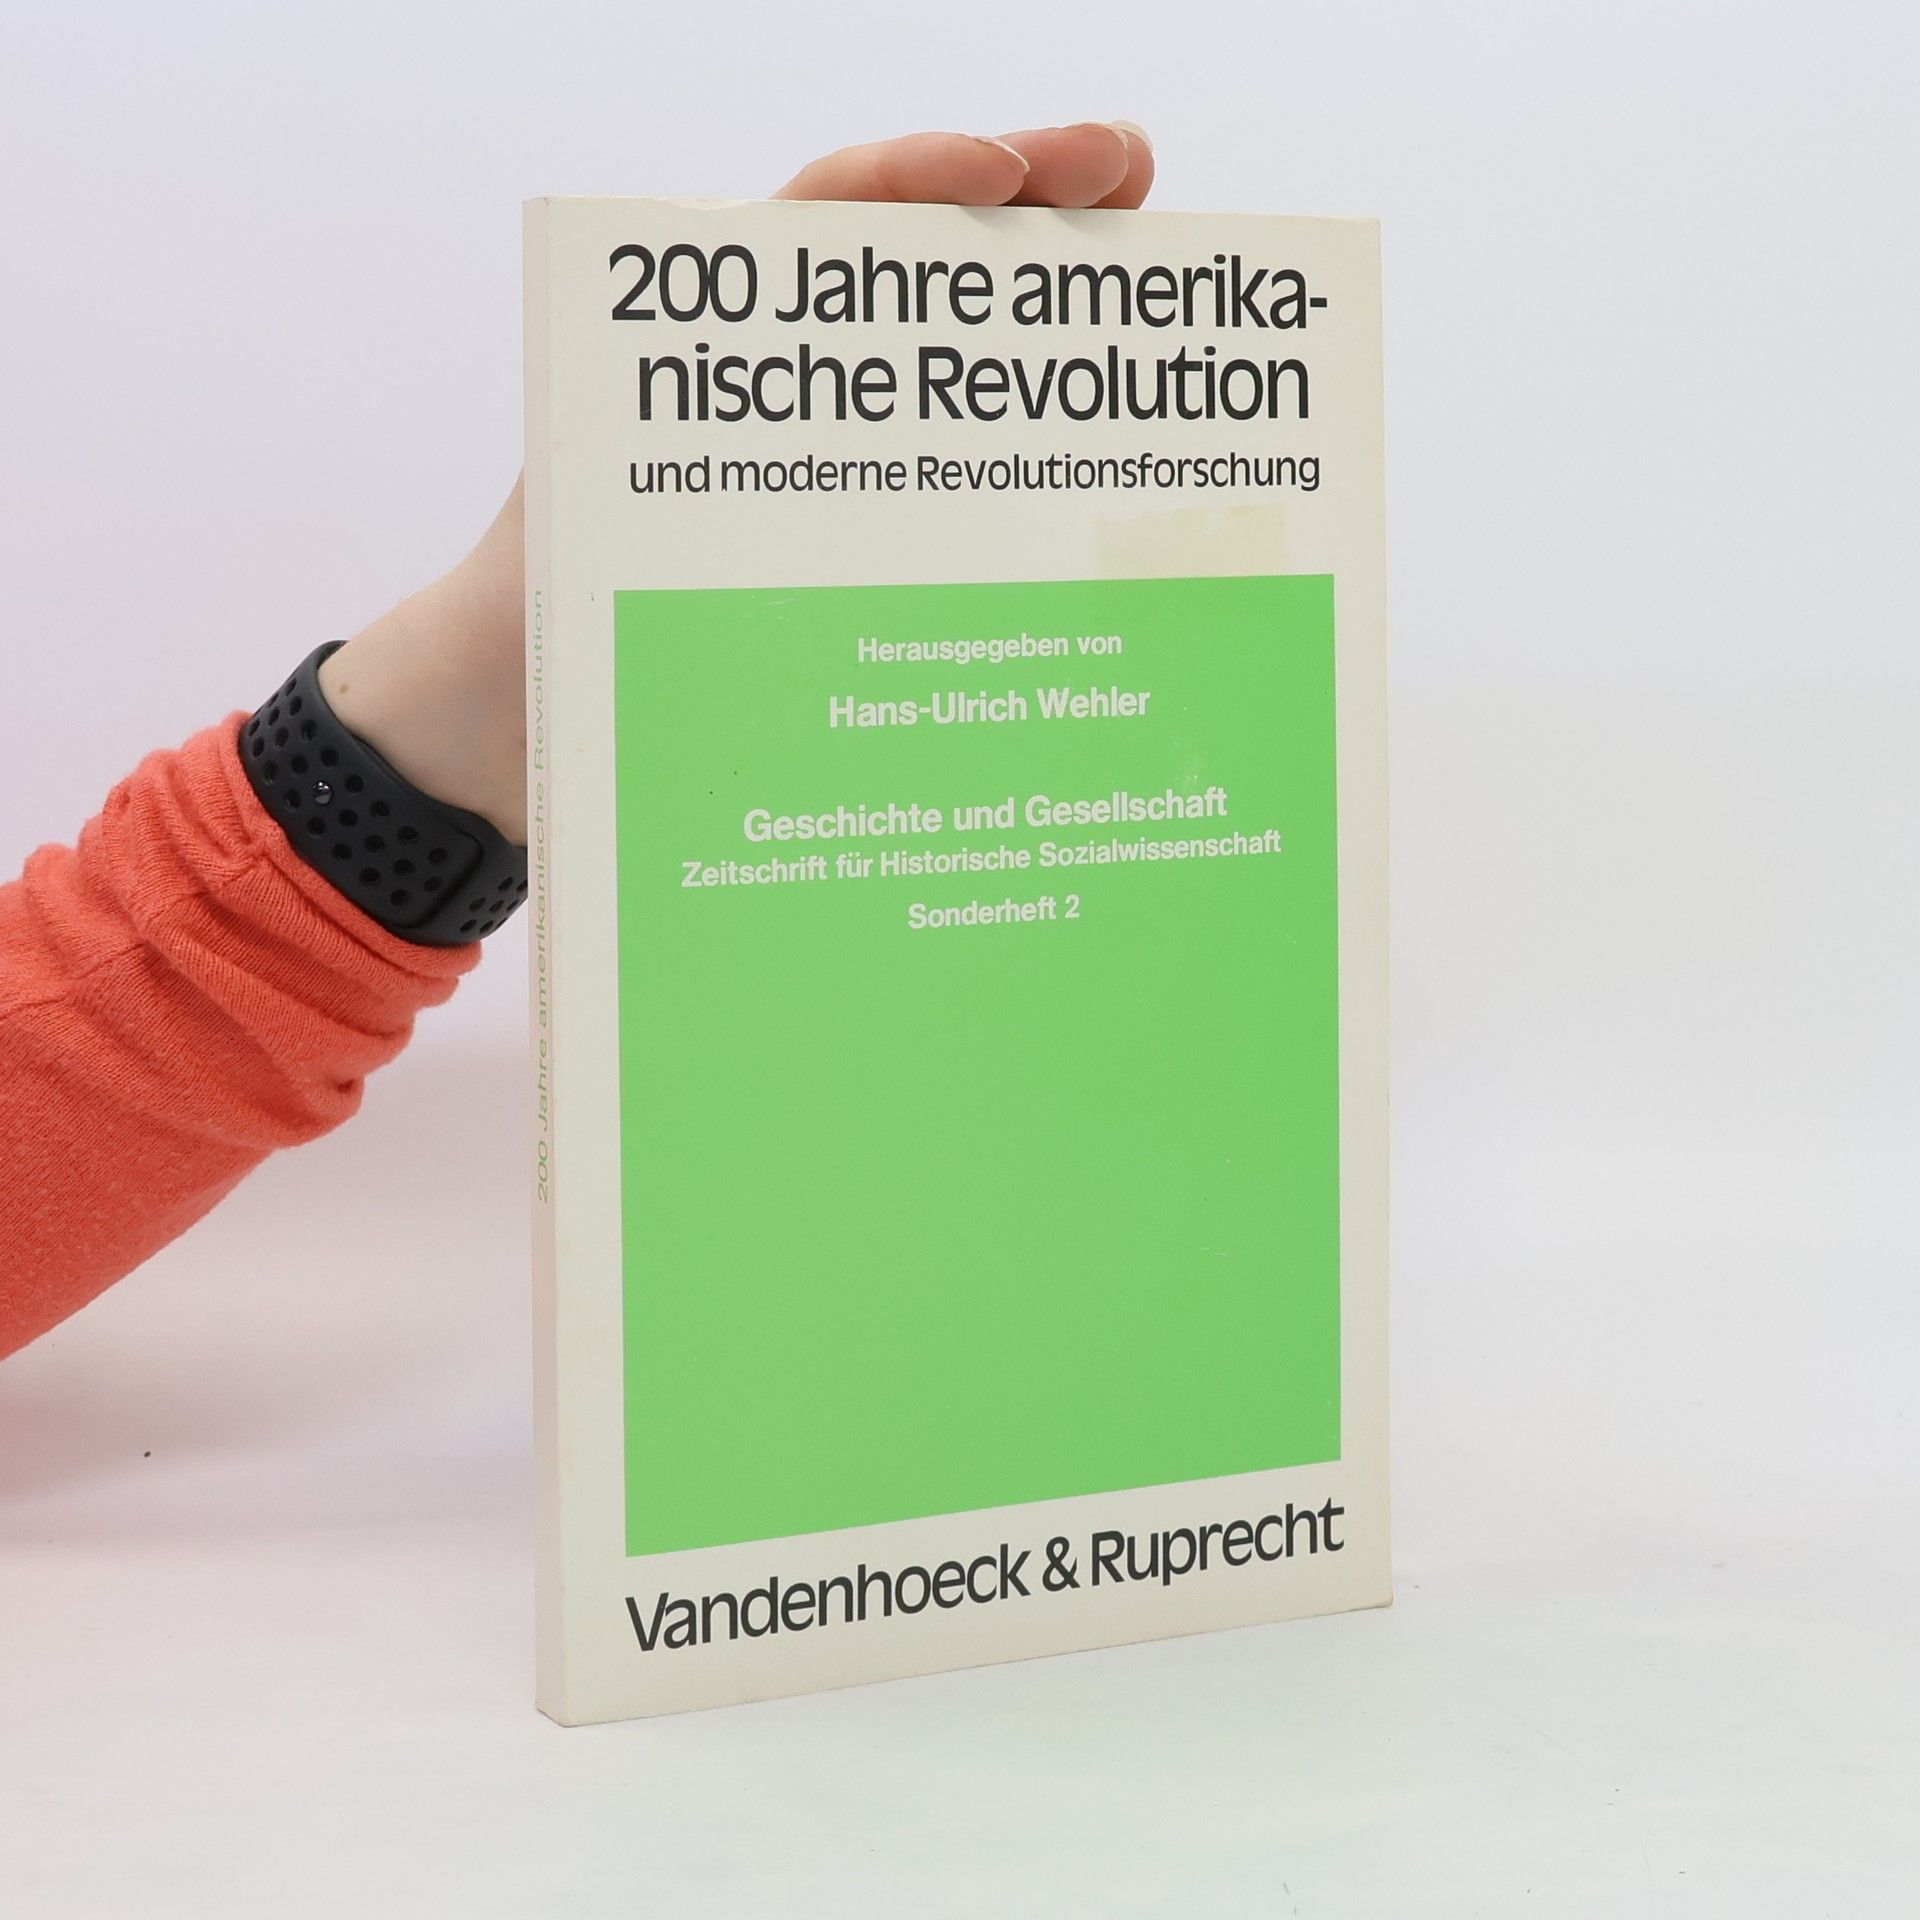 200 Jahre amerika-
nische Revolution
und moderne Revolutionsforschung
Herausgegeben von
Hans-Ulrich Wehler
Geschichte und Gesellschaft
Zeitschrift für Historische Sozialwissenschaft
Sonderheft 2
Vandenhoeck & Ruprecht
200 Jahre amerikanische Revolution